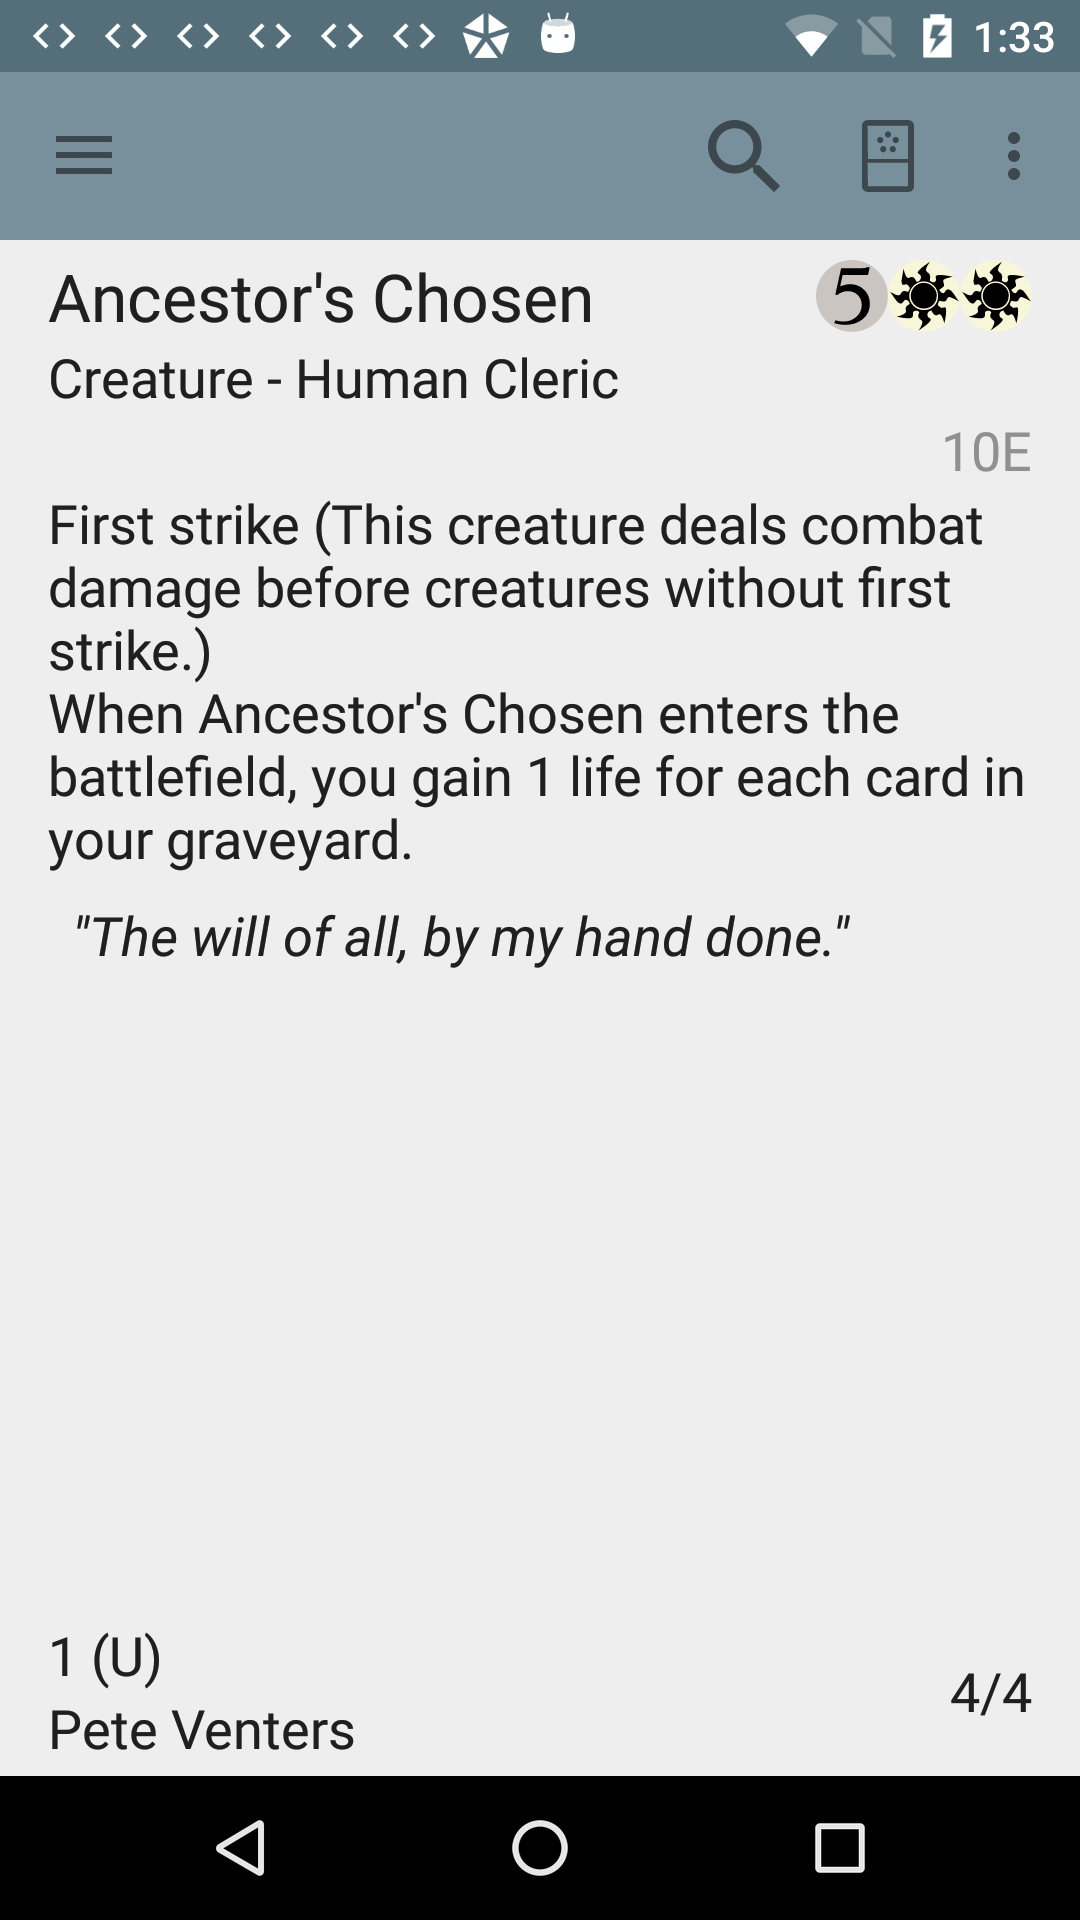 1:33
Ancestor's Chosen 5
Creature - Human Cleric
10E
First strike (This creature deals combat
damage before creatures without first
strike.)
When Ancestor's Chosen enters the
battlefield, you gain 1 life for each card in
your graveyard.
"The will of all, by my hand done."
1 (U)
4/4
Pete Venters